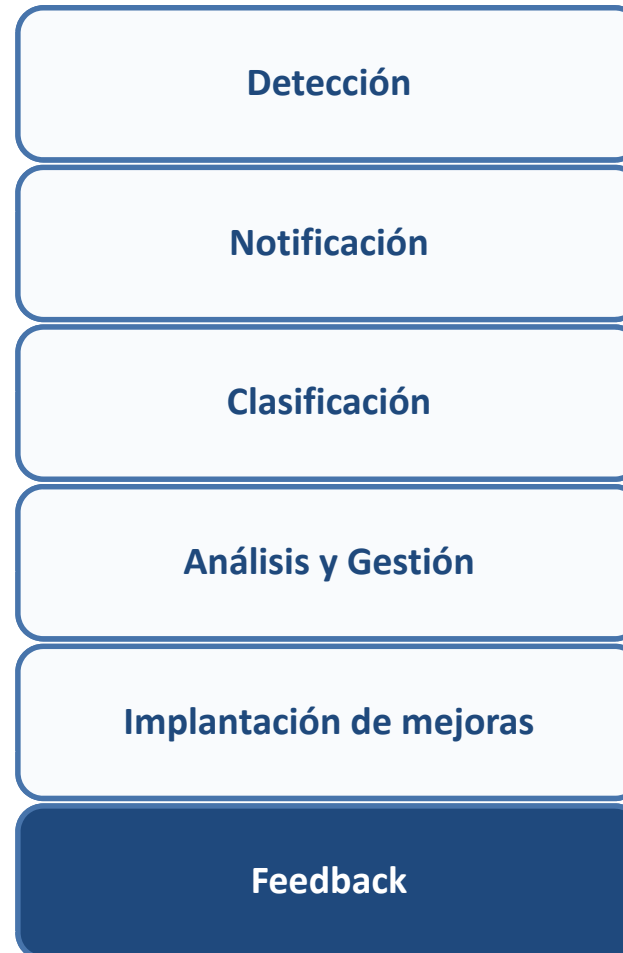 Detección
Notificación
Clasificación
Análisis y Gestión
Implantación de mejoras
Feedback